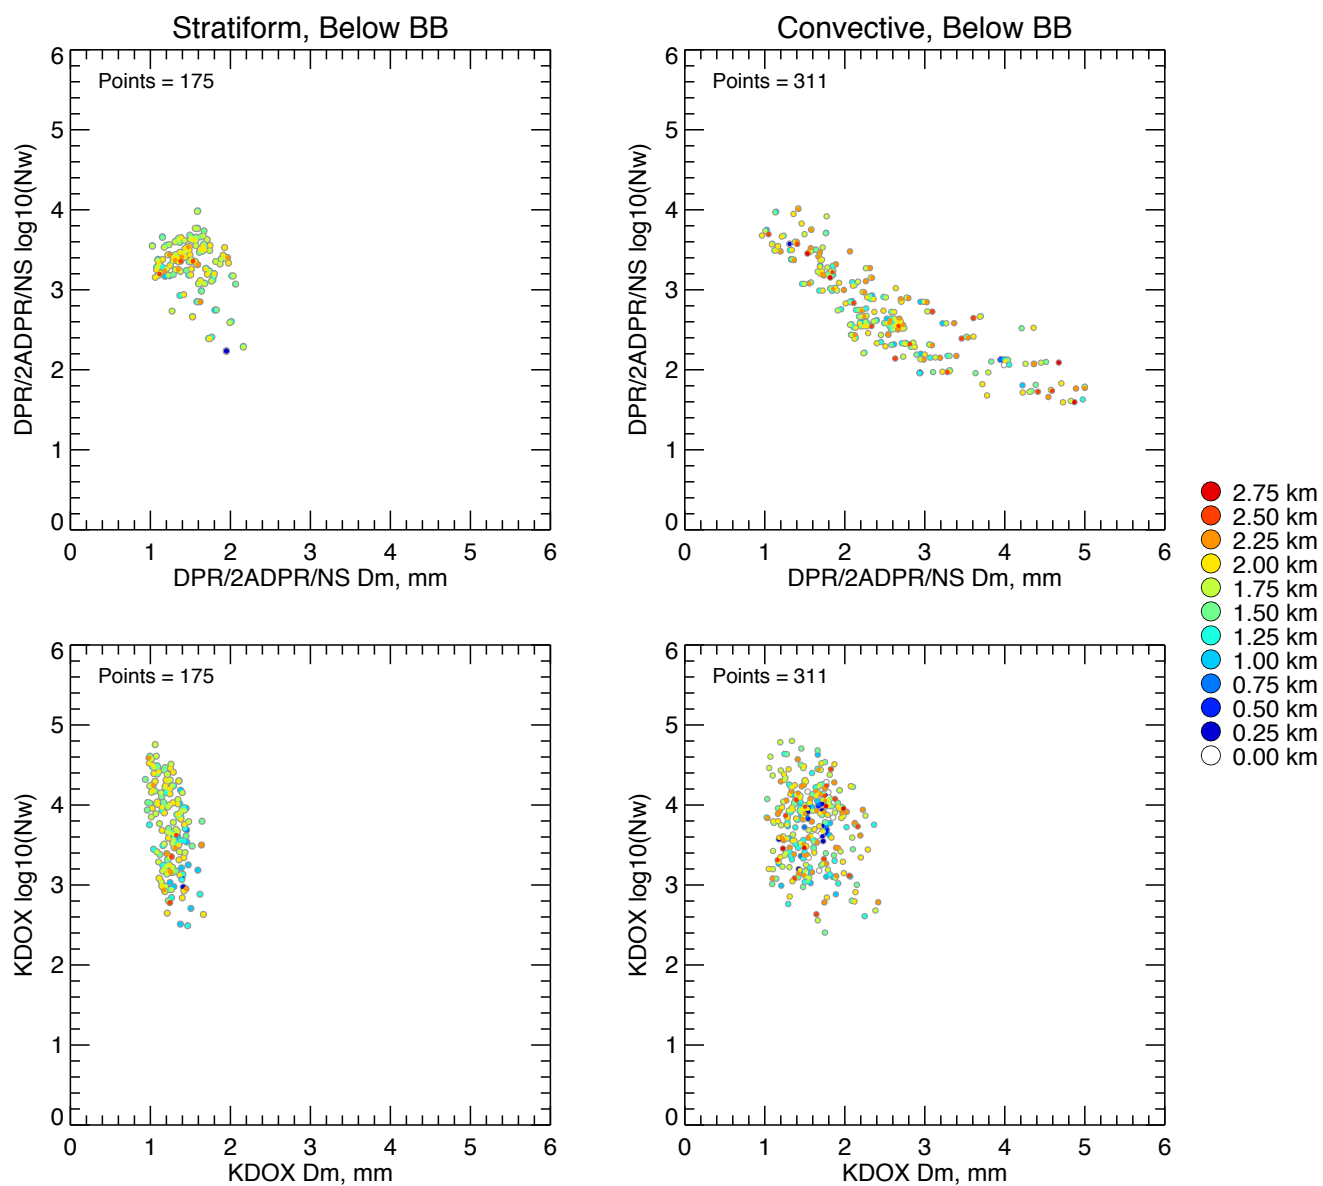 Stratiform, Below BB
Points = 175
DPR/2ADPR/NS log10(Nw)
6
5
4
3
2
1
0
0 1 2 3 4 5 6
DPR/2ADPR/NS Dm, mm
Convective, Below BB
Points = 311
DPR/2ADPR/NS log10(Nw)
6
5
4
3
2
1
0
0 1 2 3 4 5 6
DPR/2ADPR/NS Dm, mm
Points = 175
KDOX log10(Nw)
6
5
4
3
2
1
0
0 1 2 3 4 5 6
KDOX Dm, mm
Points = 311
KDOX log10(Nw)
6
5
4
3
2
1
0
0 1 2 3 4 5 6
KDOX Dm, mm
2.75 km
2.50 km
2.25 km
2.00 km
1.75 km
1.50 km
1.25 km
1.00 km
0.75 km
0.50 km
0.25 km
0.00 km